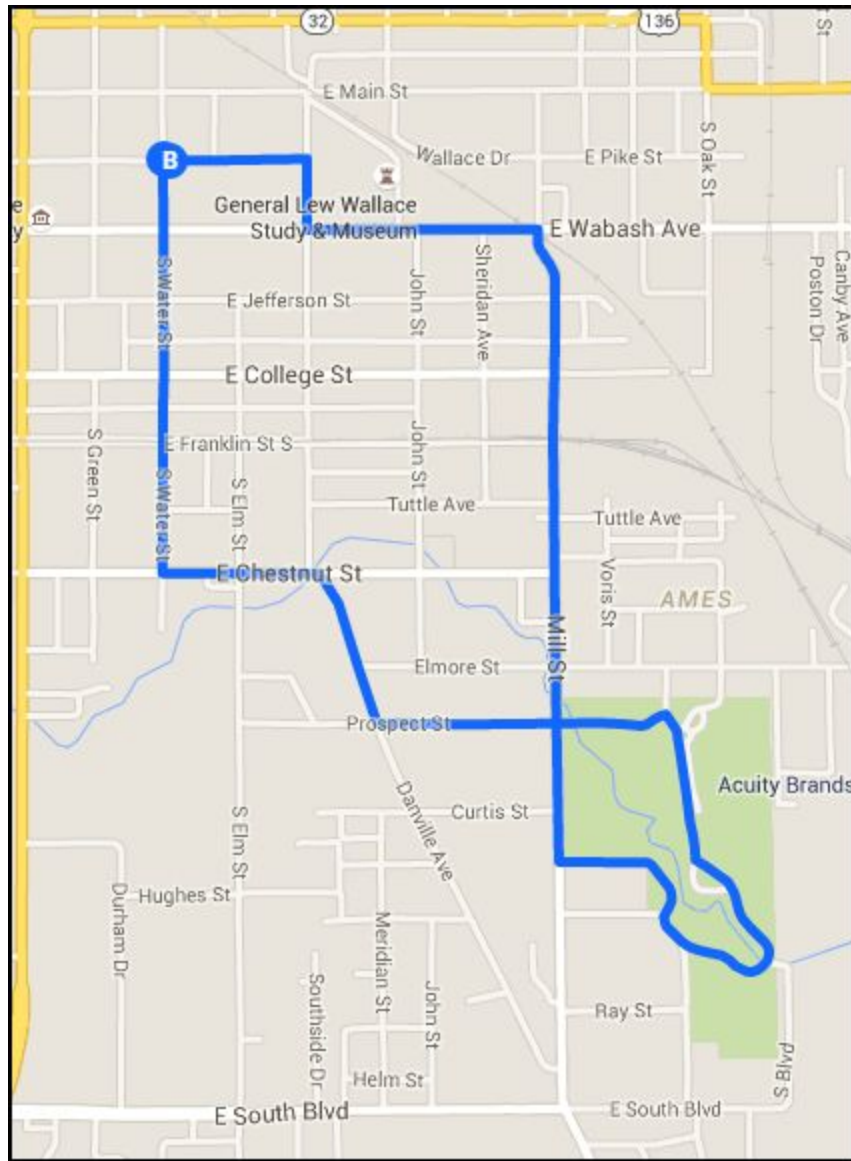 32
136
St
E Main St
S Oak St
B
Wallace Dr
E Pike St
e
y
General Lew Wallace
Study & Museum
E Wabash Ave
S Water St
E Jefferson St
John St
Sheridan Ave
Canby Ave
Poston Dr
E College St
S Green St
E Franklin St S
John St
S Water St
S Elm St
Tuttle Ave
Tuttle Ave
E Chestnut St
Voris St
AMES
Mill St
Elmore St
Prospect St
Acuity Brands
Danville Ave
Curtis St
S Elm St
Durham Dr
Hughes St
Meridian St
Southside Dr
John St
Ray St
S Blvd
Helm St
E South Blvd
E South Blvd